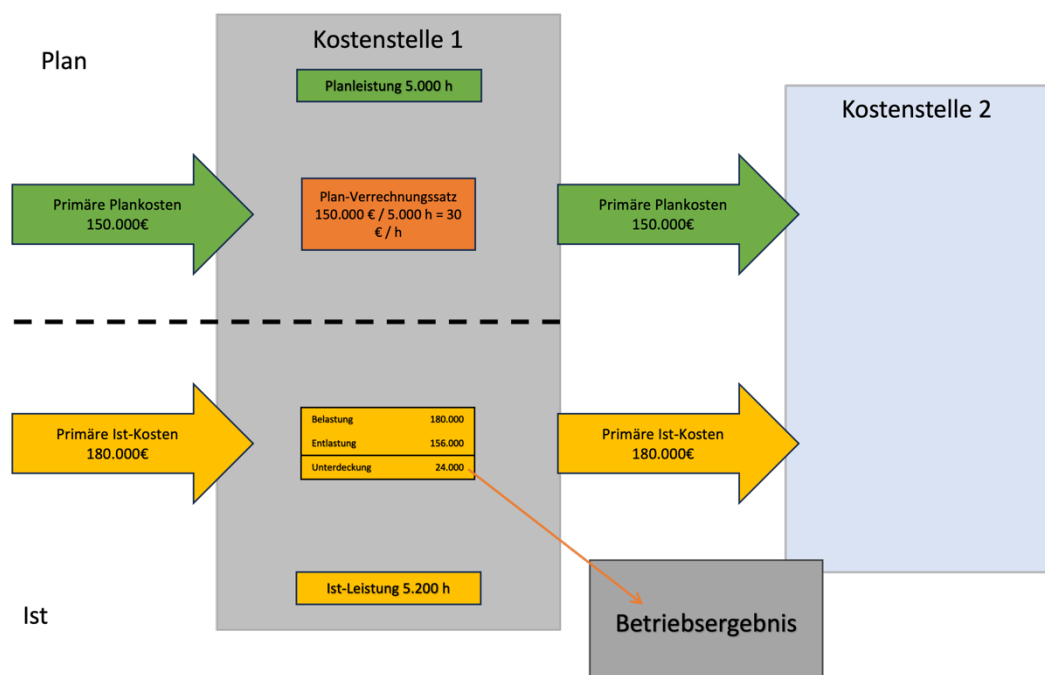 Plan
Kostenstelle 1
Planleistung 5.000 h
Kostenstelle 2
Primäre Plankosten
150.000€
Plan-Verrechnungssatz
150.000 € / 5.000 h = 30
€ / h
Primäre Plankosten
150.000€
Primäre Ist-Kosten
180.000€
Belastung 180.000
Entlastung 156.000
Unterdeckung 24.000
Primäre Ist-Kosten
180.000€
Ist-Leistung 5.200 h
Ist
Betriebsergebnis